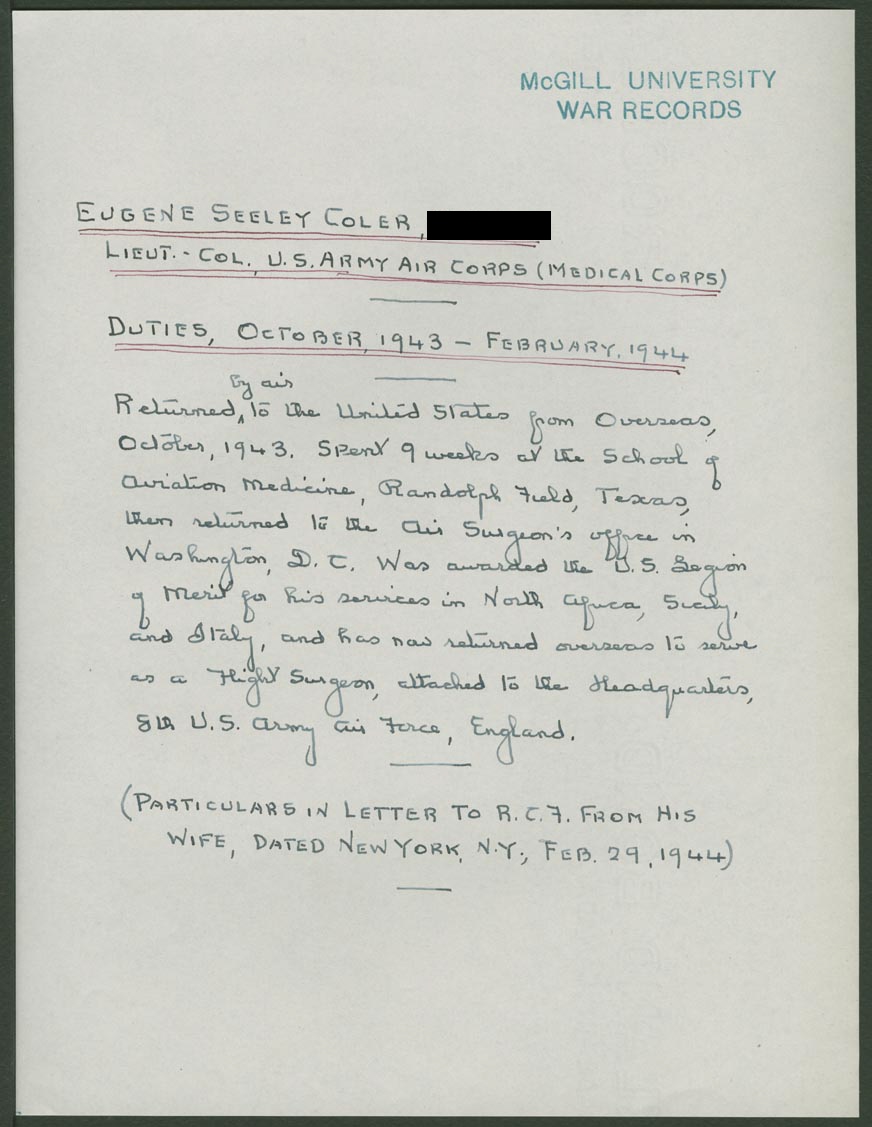 McGILL UNIVERSITY
WAR RECORDS
EUGENE SEELEY COLER,
LIEUT.-COL. U.S. ARMY AIR CORPS (MEDICAL CORPS)
DUTIES, OCTOBER, 1943 – FEBRUARY, 1944
by air
Returned, to the United States from Overseas,
October, 1943. Spent 9 weeks at the School of
Aviation Medicine, Randolph Field, Texas,
then returned to the Air Surgeon's office in
Washington, D.C. Was awarded the U.S. Legion
of Merit for his services in North Africa, Sicily,
and Italy, and has now returned overseas to serve
as a Flight Surgeon, attached to the Headquarters,
8th U.S. Army Air Force, England.
(PARTICULARS IN LETTER TO R.C.F. FROM HIS
WIFE, DATED NEW YORK, N.Y., FEB. 29, 1944)